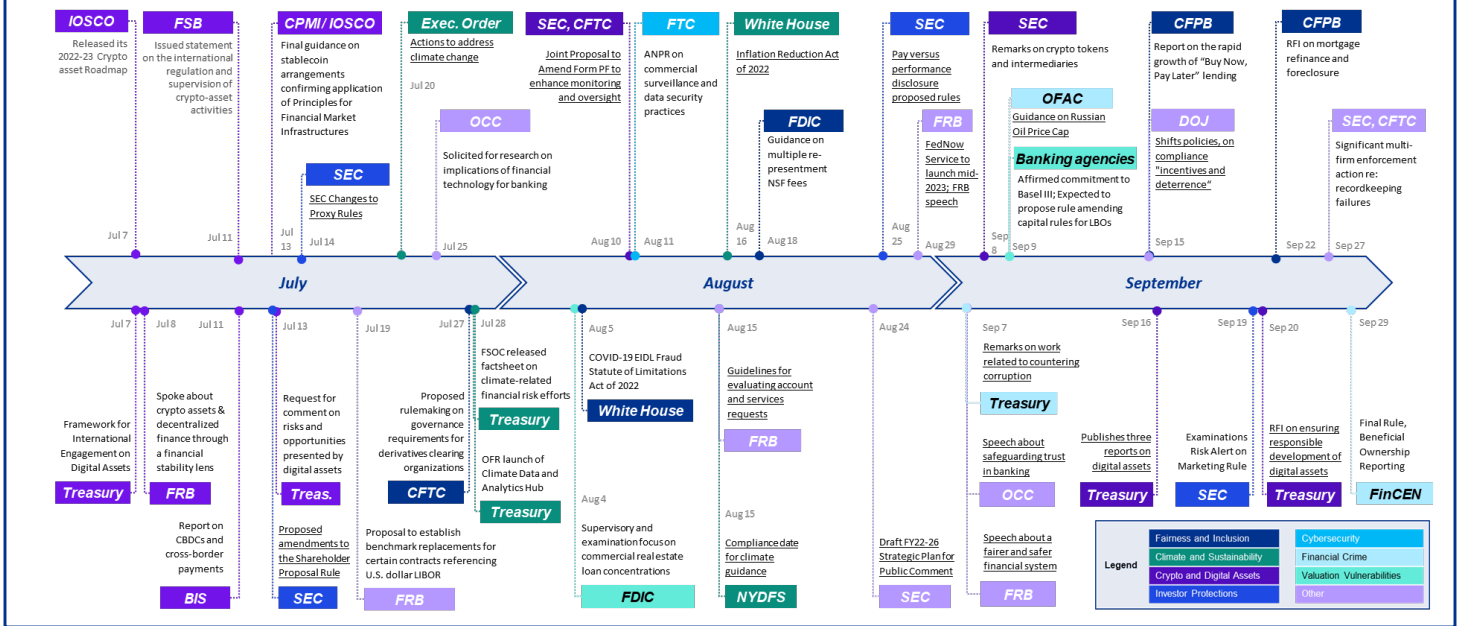 IOSCO
Released its
2022-23 Crypto
asset Roadmap
Jul 7
FSB
Issued statement
on the international
regulation and
supervision of
crypto-asset
activities
Jul 11
CPMI / IOSCO
Final guidance on
stablecoin
arrangements
confirming application
of Principles for
Financial Market
Infrastructures
Jul
13
SEC
SEC Changes to
Proxy Rules
Jul 14
Exec. Order
Actions to address
climate change
Jul 20
OCC
Solicited for research on
implications of financial
technology for banking
Jul 25
SEC, CFTC
Joint Proposal to
Amend Form PF to
enhance monitoring
and oversight
Aug 10
FTC
ANPR on
commercial
surveillance and
data security
practices
Aug 11
White House
Inflation Reduction Act
of 2022
Aug
16
FDIC
Guidance on
multiple re-
presentment
NSF fees
Aug 18
SEC
Pay versus
performance
disclosure
proposed rules
Aug
25
FRB
FedNow
Service to
launch mid-
2023; FRB
speech
Aug 29
SEC
Remarks on crypto tokens
and intermediaries
Sep
8
OFAC
Guidance on Russian
Oil Price Cap
Banking agencies
Affirmed commitment to
Basel III; Expected to
propose rule amending
capital rules for LBOs
Sep 9
CFPB
Report on the rapid
growth of "Buy Now,
Pay Later" lending
DOJ
Shifts policies, on
compliance
"incentives and
deterrence"
Sep 15
CFPB
RFI on mortgage
refinance and
foreclosure
Sep 22
SEC, CFTC
Significant multi-
firm enforcement
action re:
recordkeeping
failures
Sep 27
July
August
September
Jul 7
Framework for
International
Engagement on
Digital Assets
Treasury
Jul 8
Spoke about
crypto assets &
decentralized
finance through
a financial
stability lens
FRB
Jul 11
Report on
CBDCs and
cross-border
payments
BIS
Jul 13
Request for
comment on
risks and
opportunities
presented by
digital assets
Treas.
Proposed
amendments to
the Shareholder
Proposal Rule
SEC
Jul 19
Proposal to establish
benchmark replacements for
certain contracts referencing
U.S. dollar LIBOR
FRB
Jul 27
Proposed
rulemaking on
governance
requirements for
derivatives clearing
organizations
CFTC
Jul 28
FSOC released
factsheet on
climate-related
financial risk efforts
Treasury
OFR launch of
Climate Data and
Analytics Hub
Treasury
Aug 5
COVID-19 EIDL Fraud
Statute of Limitations
Act of 2022
White House
Aug 4
Supervisory and
examination focus on
commercial real estate
loan concentrations
FDIC
Aug 15
Guidelines for
evaluating account
and services
requests
FRB
Aug 15
Compliance date
for climate
guidance
NYDFS
Aug 24
Draft FY22-26
Strategic Plan for
Public Comment
SEC
Sep 7
Remarks on work
related to countering
corruption
Treasury
Speech about
safeguarding trust
in banking
OCC
Speech about a
fairer and safer
financial system
FRB
Sep 16
Publishes three
reports on
digital assets
Treasury
Sep 19
Examinations
Risk Alert on
Marketing Rule
SEC
Sep 20
RFI on ensuring
responsible
development of
digital assets
Treasury
Sep 29
Final Rule,
Beneficial
Ownership
Reporting
FinCEN
Legend
Fairness and Inclusion
Cybersecurity
Climate and Sustainability
Financial Crime
Crypto and Digital Assets
Valuation Vulnerabilities
Investor Protections
Other